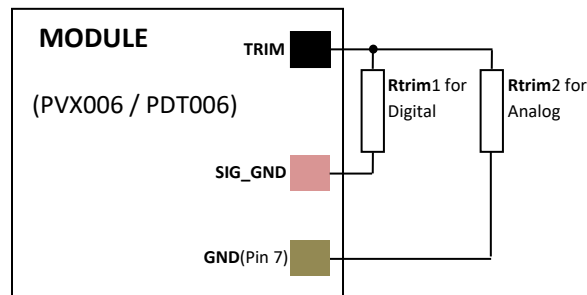 MODULE
TRIM
Rtrim1 for
Digital
Rtrim2 for
Analog
(PVX006 / PDT006)
SIG_GND
GND(Pin 7)